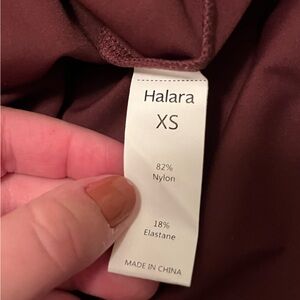 Halara
XS
82%
Nylon
18%
Elastane
MADE IN CHINA